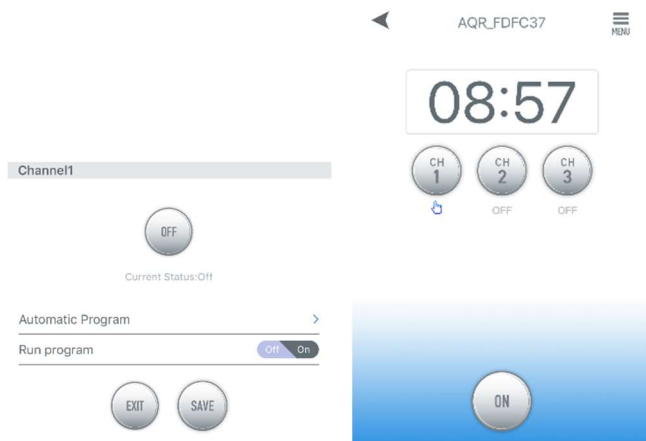 Channel1
OFF
Current Status:Off
Automatic Program
Run program Off On
EXIT SAVE
AQR_FDFC37
MENU
08:57
CH 1 CH 2 CH 3
OFF OFF
ON